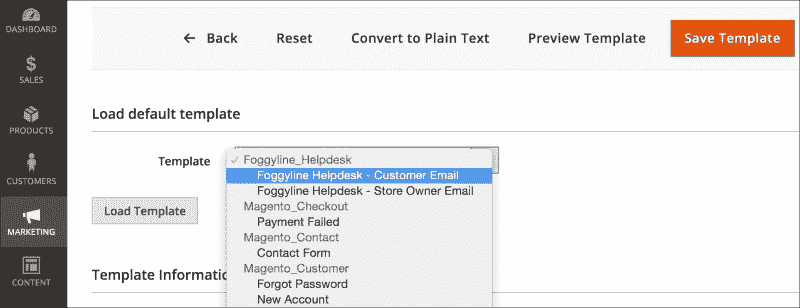 DASHBOARD
SALES
PRODUCTS
CUSTOMERS
MARKETING
CONTENT
← Back Reset Convert to Plain Text Preview Template Save Template
Load default template
Template
✓ Foggyline_Helpdesk
Foggyline Helpdesk - Customer Email
Foggyline Helpdesk - Store Owner Email
Magento_Checkout
Payment Failed
Magento_Contact
Contact Form
Magento_Customer
Forgot Password
New Account
Load Template
Template Informatio